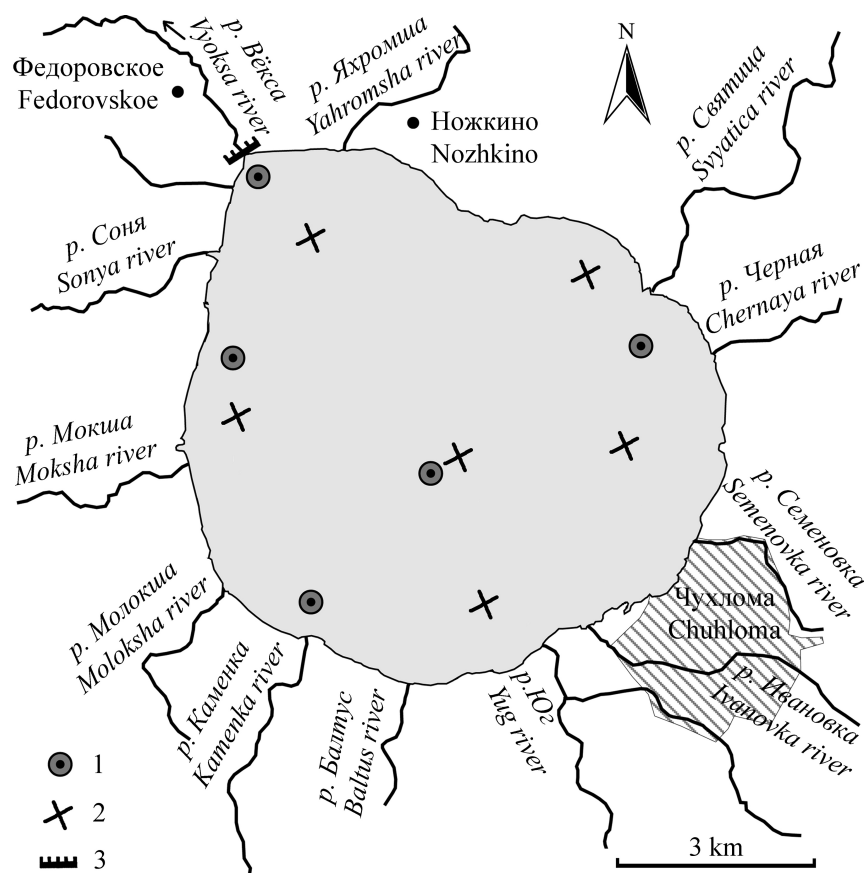 р. Вёкса
Vyoksa river
Федоровское
Fedorovskoe
р. Яхромша
Yahromsha river
N
Ножкино
Nozhkino
р. Святица
Svyatica river
р. Соня
Sonya river
р. Черная
Chernaya river
р. Мокша
Moksha river
р. Семеновка
Semenovka river
Чухлома
Chuhloma
р. Молокша
Moloksha river
р. Каменка
Kamenka river
р. Балтус
Baltus river
р.Юг
Yug river
р. Ивановка
Ivanovka river
1
2
3
3 km